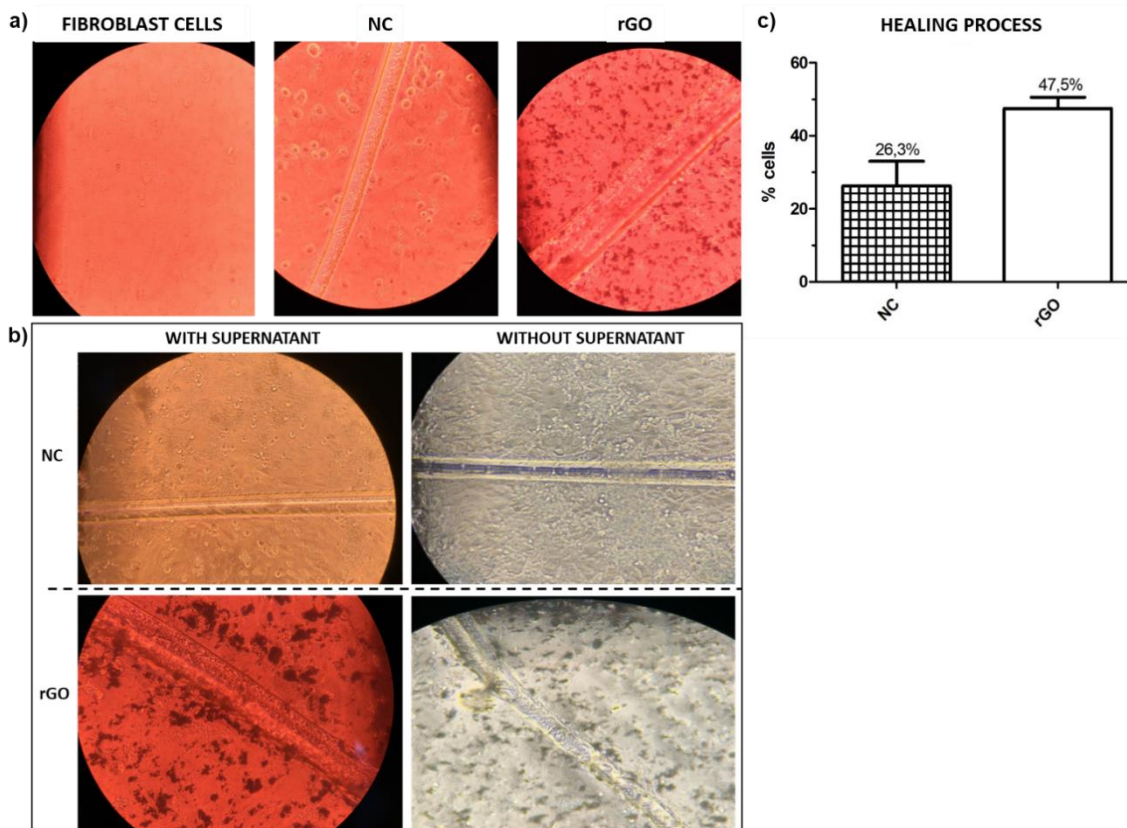 a)
FIBROBLAST CELLS
NC
rGO
c)
HEALING PROCESS
60
40
20
0
% cells
26,3%
47,5%
NC
rGO
b)
WITH SUPERNATANT
WITHOUT SUPERNATANT
NC
rGO